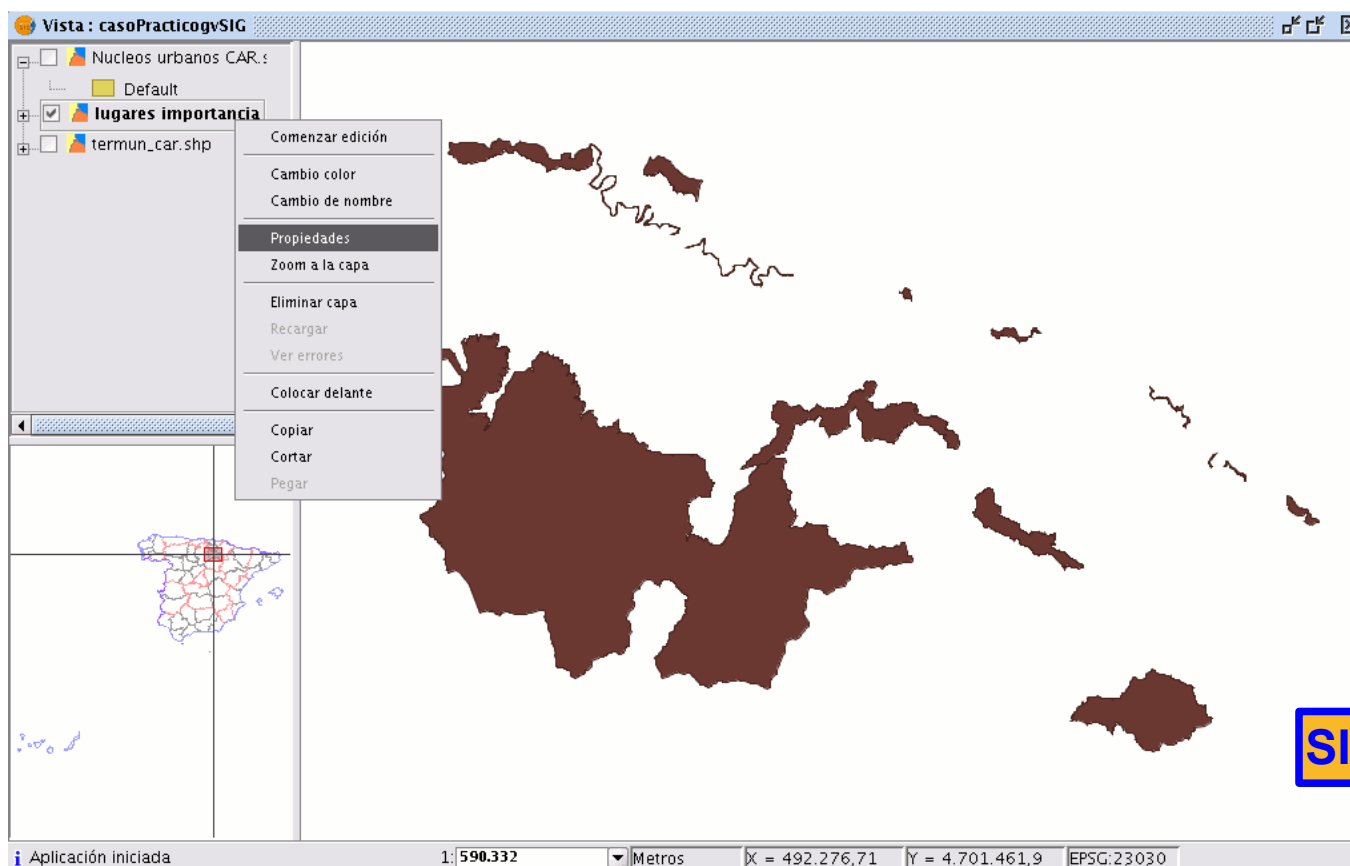 Vista : casoPracticogvSIG
Nucleos urbanos CAR.s
Default
lugares importancia
termun_car.shp
Comenzar edición
Cambio color
Cambio de nombre
Propiedades
Zoom a la capa
Eliminar capa
Recargar
Ver errores
Colocar delante
Copiar
Cortar
Pegar
SI
Aplicación iniciada
1: 590.332
Metros
X = 492.276,71
Y = 4.701.461,9
EPSG:23030